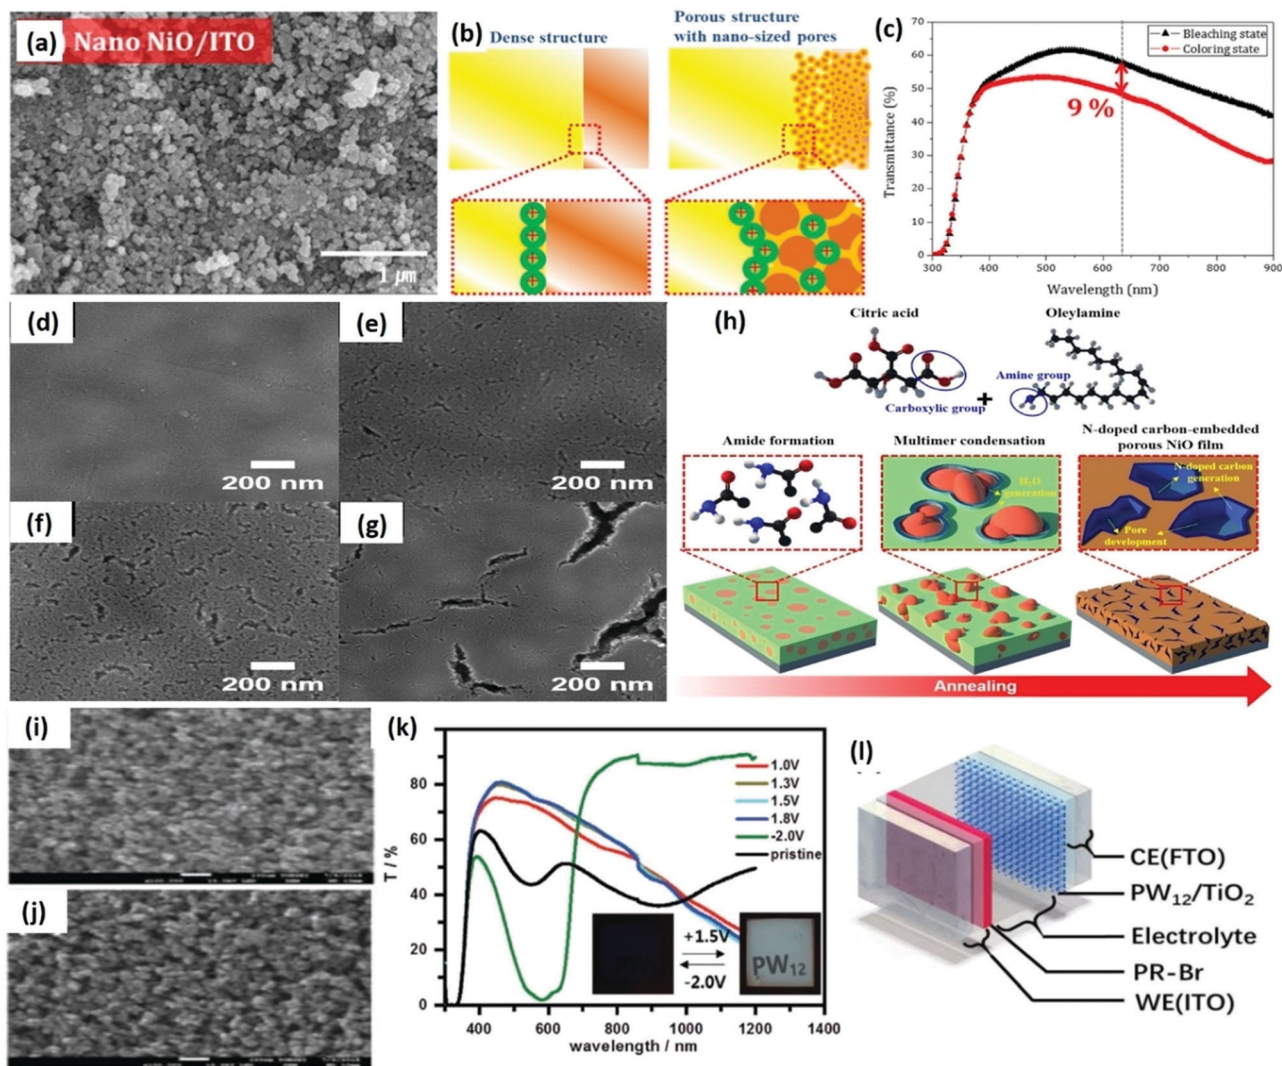 (a) Nano NiO/ITO
1 μm
(b)
Dense structure
Porous structure
with nano-sized pores
(c)
Bleaching state
Coloring state
9 %
Transmittance (%)
70
60
50
40
30
20
10
0
300 400 500 600 700 800 900
Wavelength (nm)
(d)
200 nm
(e)
200 nm
(f)
200 nm
(g)
200 nm
(h)
Citric acid
Oleylamine
Amine group
Carboxylic group
+
Amide formation
Multimer condensation
N-doped carbon-embedded
porous NiO film
H₂O
generation
N-doped carbon
generation
Pore
development
Annealing
(i)
(j)
(k)
T / %
80
60
40
20
0
1.0V
1.3V
1.5V
1.8V
-2.0V
pristine
+1.5V
-2.0V
PW₁₂
400 600 800 1000 1200 1400
wavelength / nm
(l)
CE(FTO)
PW₁₂/TiO₂
Electrolyte
PR-Br
WE(ITO)